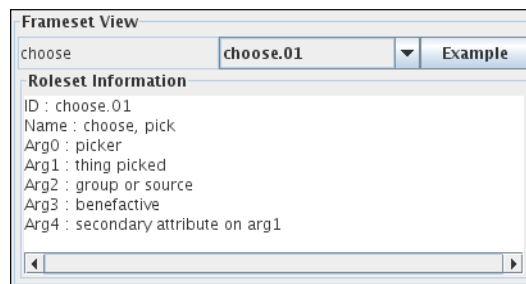 Frameset View
choose choose.01 Example
Roleset Information
ID : choose.01
Name : choose, pick
Arg0 : picker
Arg1 : thing picked
Arg2 : group or source
Arg3 : benefactive
Arg4 : secondary attribute on arg1